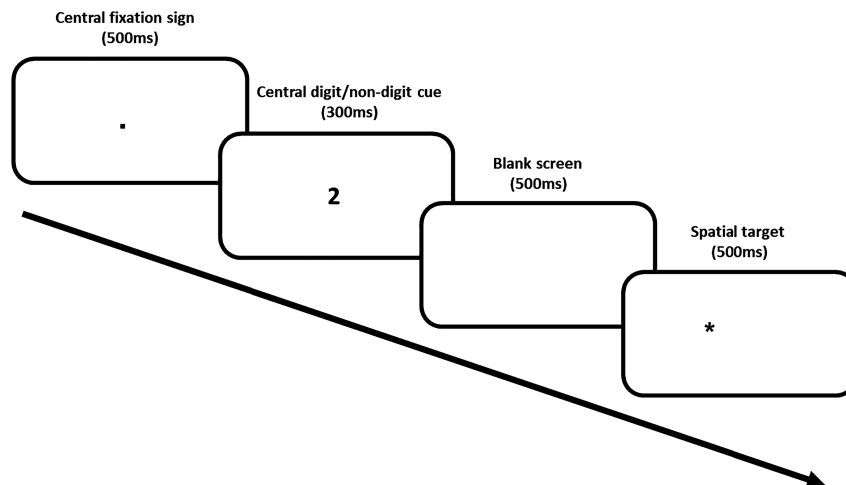 Central fixation sign
(500ms)
.
Central digit/non-digit cue
(300ms)
2
Blank screen
(500ms)
Spatial target
(500ms)
*